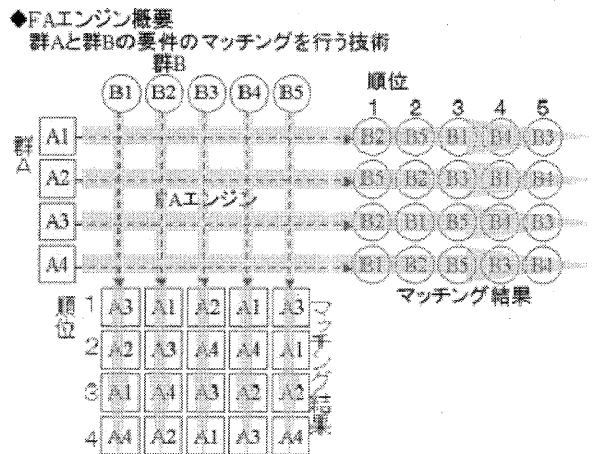 ◆FAエンジン概要
群Aと群Bの要件のマッチングを行う技術
群B
B1 B2 B3 B4 B5
順位
1 2 3 4 5
群A
A1 B2 B5 B1 B4 B3
A2 B5 B2 B3 B1 B4
FAエンジン
A3 B2 B1 B5 B4 B3
A4 B1 B2 B5 B3 B4
マッチング結果
順位
1 A3 A1 A2 A1 A3
2 A2 A3 A4 A4 A1
3 A1 A4 A3 A2 A2
4 A4 A2 A1 A3 A4
マッチング結果